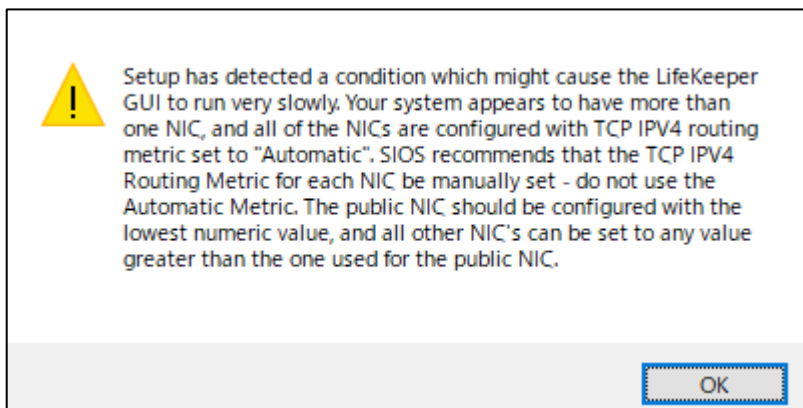 Setup has detected a condition which might cause the LifeKeeper
GUI to run very slowly. Your system appears to have more than
one NIC, and all of the NICs are configured with TCP IPV4 routing
metric set to "Automatic". SIOS recommends that the TCP IPV4
Routing Metric for each NIC be manually set - do not use the
Automatic Metric. The public NIC should be configured with the
lowest numeric value, and all other NIC's can be set to any value
greater than the one used for the public NIC.
OK